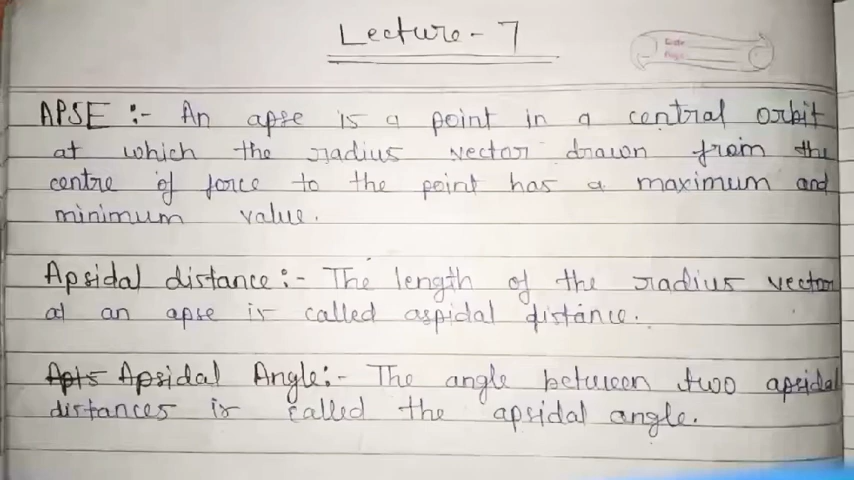 Lecture - 7
Date
Page
APSE :- An apse is a point in a central orbit
at which the radius vector drawn from the
centre of force to the point has a maximum and
minimum value.
Apsidal distance :- The length of the radius vector
at an apse is called aspidal distance.
Apsidal Angle :- The angle between two apsidal
distances is called the apsidal angle.